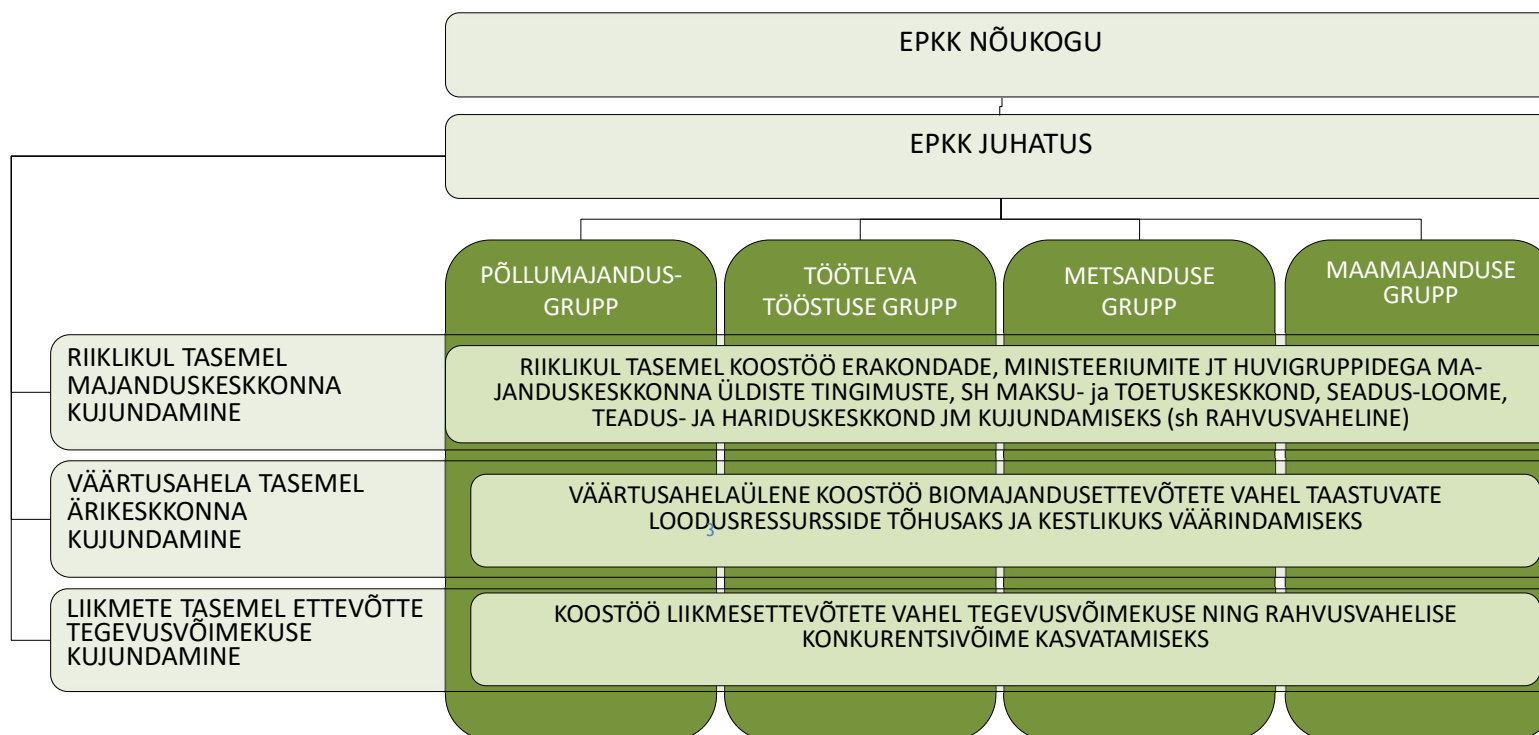 EPKK NÕUKOGU
EPKK JUHATUS
PÕLLUMAJANDUS-
GRUPP
TÖÖTLEVA
TÖÖSTUSE GRUPP
METSANDUSE
GRUPP
MAAMAJANDUSE
GRUPP
RIIKLIKUL TASEMEL
MAJANDUSKESKKONNA
KUJUNDAMINE
RIIKLIKUL TASEMEL KOOSTÖÖ ERAKONDADE, MINISTEERIUMITE JT HUVIGRUPPIDEGA MA-
JANDUSKESKKONNA ÜLDISTE TINGIMUSTE, SH MAKSU- ja TOETUSKESKKOND, SEADUS-LOOME,
TEADUS- JA HARIDUSKESKKOND JM KUJUNDAMISEKS (sh RAHVUSVAHELINE)
VÄÄRTUSAHELA TASEMEL
ÄRIKESKKONNA
KUJUNDAMINE
VÄÄRTUSAHELAÜLENE KOOSTÖÖ BIOMAJANDUSETTEVÕTETE VAHEL TAASTUVATE
LOODUSRESSURSSIDE TÕHUSAKS JA KESTLIKUKS VÄÄRINDAMISEKS
3
LIIKMETE TASEMEL ETTEVÕTTE
TEGEVUSVÕIMEKUSE
KUJUNDAMINE
KOOSTÖÖ LIIKMESETTEVÕTETE VAHEL TEGEVUSVÕIMEKUSE NING RAHVUSVAHELISE
KONKURENTSIVÕIME KASVATAMISEKS